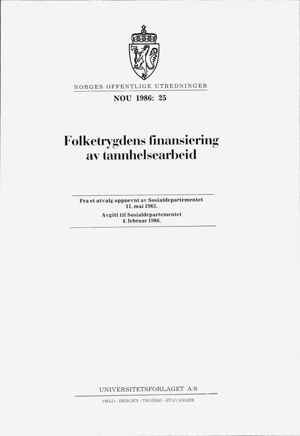 NORGES OFFENTLIGE UTREDNINGER
NOU 1986: 25
Folketrygdens finansiering
av tannhelsearbeid
Fra et utvalg oppnevnt av Sosialdepartementet
11. mai 1983.
Avgitt til Sosialdepartementet
4. februar 1986.
UNIVERSITETSFORLAGET A/S
OSLO - BERGEN - TROMSØ - STAVANGER